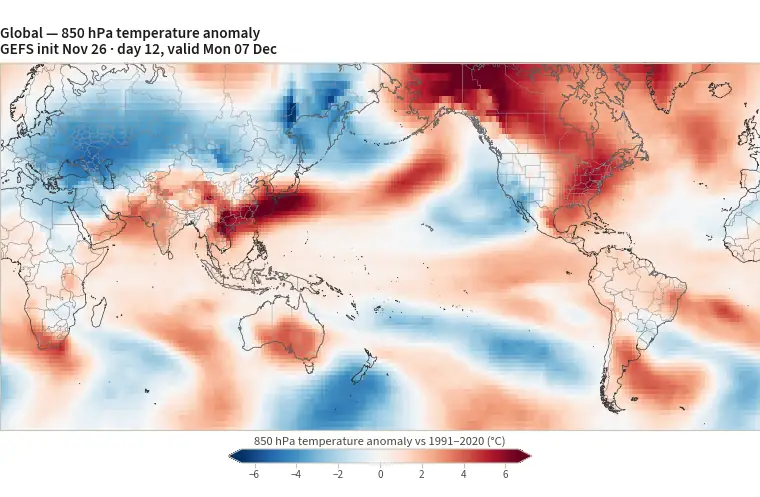 Global — 850 hPa temperature anomaly
GEFS init Nov 26 · day 12, valid Mon 07 Dec
850 hPa temperature anomaly vs 1991–2020 (°C)
−6 −4 −2 0 2 4 6